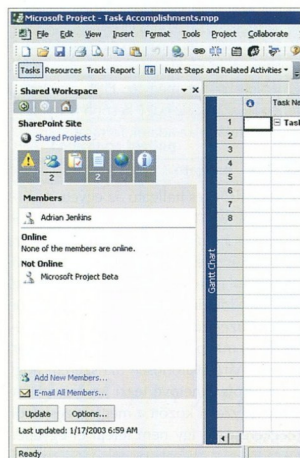 Microsoft Project - Task Accomplishments.mpp
File Edit View Insert Format Tools Project Collaborate
Tasks Resources Track Report Next Steps and Related Activities
Shared Workspace
SharePoint Site
Shared Projects
2 2
Members
Adrian Jenkins
Online
None of the members are online.
Not Online
Microsoft Project Beta
Add New Members...
E-mail All Members...
Update Options...
Last updated: 1/17/2003 6:59 AM
Ready
Task Na
1 Task
2
3
4
5
6
7
8
Gantt Chart